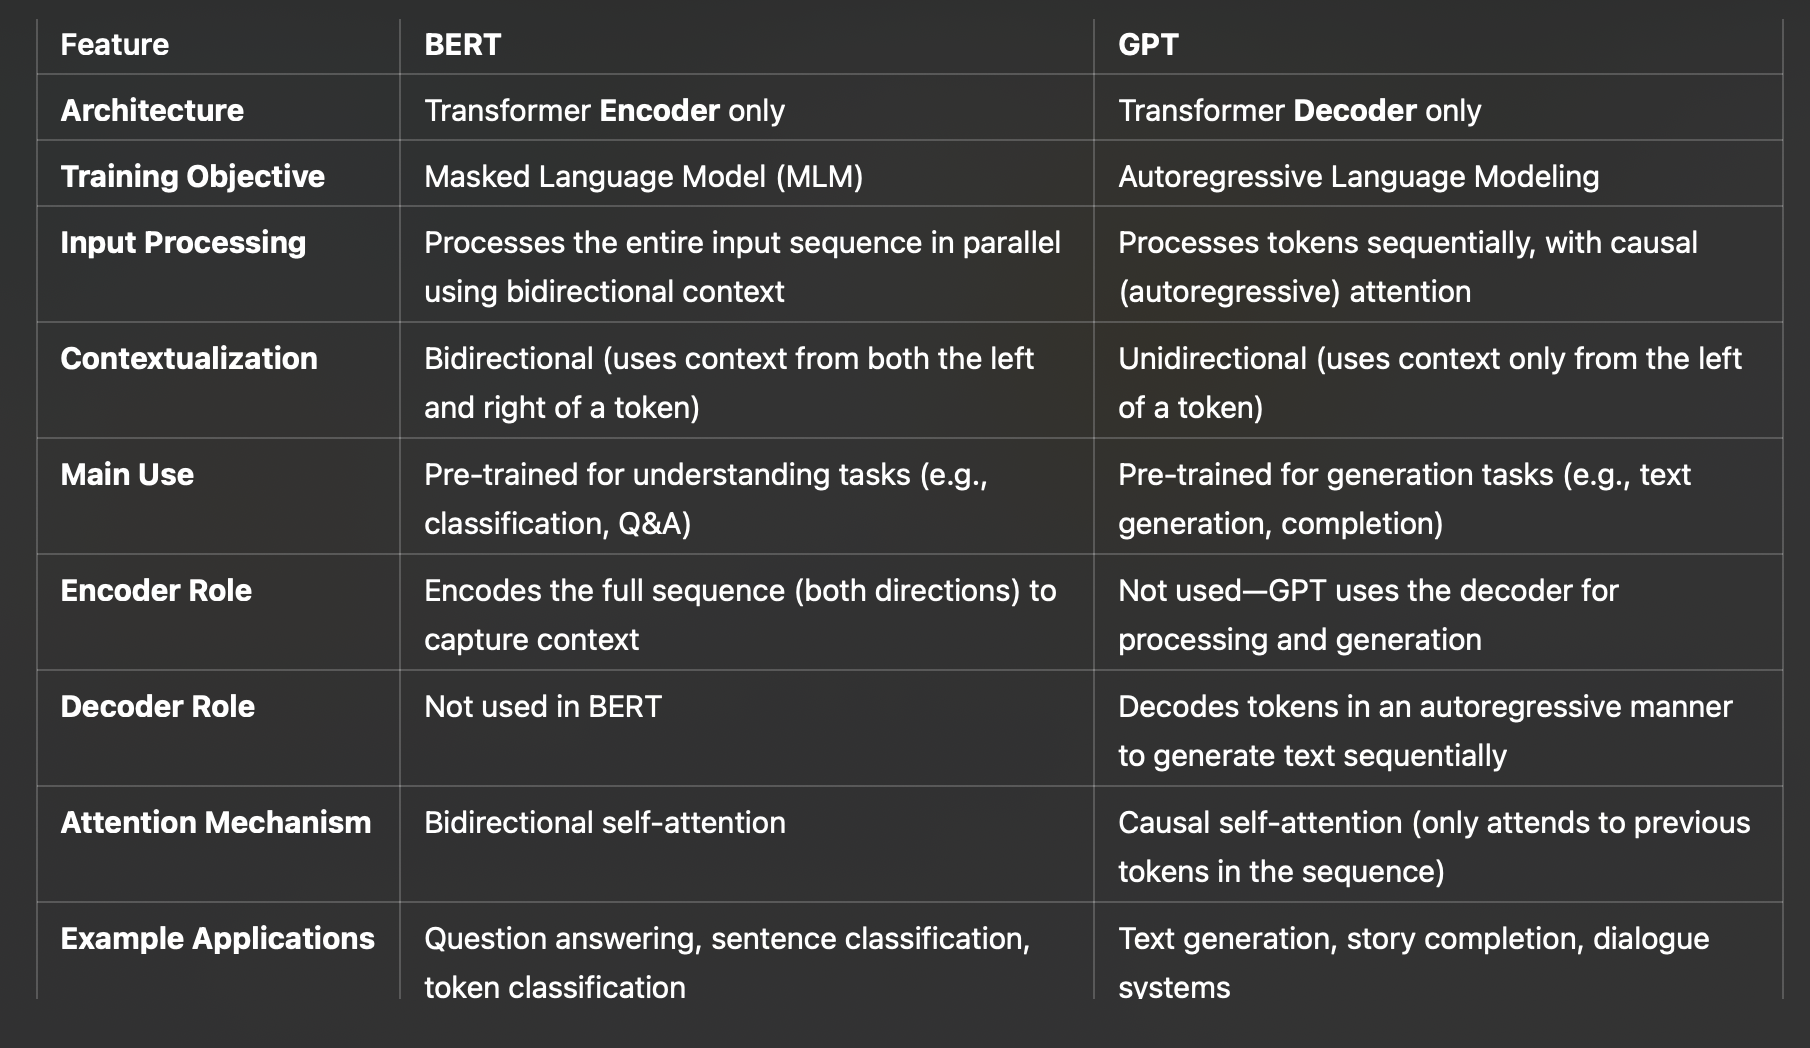 Feature BERT GPT
Architecture Transformer Encoder only Transformer Decoder only
Training Objective Masked Language Model (MLM) Autoregressive Language Modeling
Input Processing Processes the entire input sequence in parallel Processes tokens sequentially, with causal
using bidirectional context (autoregressive) attention
Contextualization Bidirectional (uses context from both the left Unidirectional (uses context only from the left
and right of a token) of a token)
Main Use Pre-trained for understanding tasks (e.g., Pre-trained for generation tasks (e.g., text
classification, Q&A) generation, completion)
Encoder Role Encodes the full sequence (both directions) to Not used—GPT uses the decoder for
capture context processing and generation
Decoder Role Not used in BERT Decodes tokens in an autoregressive manner
to generate text sequentially
Attention Mechanism Bidirectional self-attention Causal self-attention (only attends to previous
tokens in the sequence)
Example Applications Question answering, sentence classification, Text generation, story completion, dialogue
token classification systems